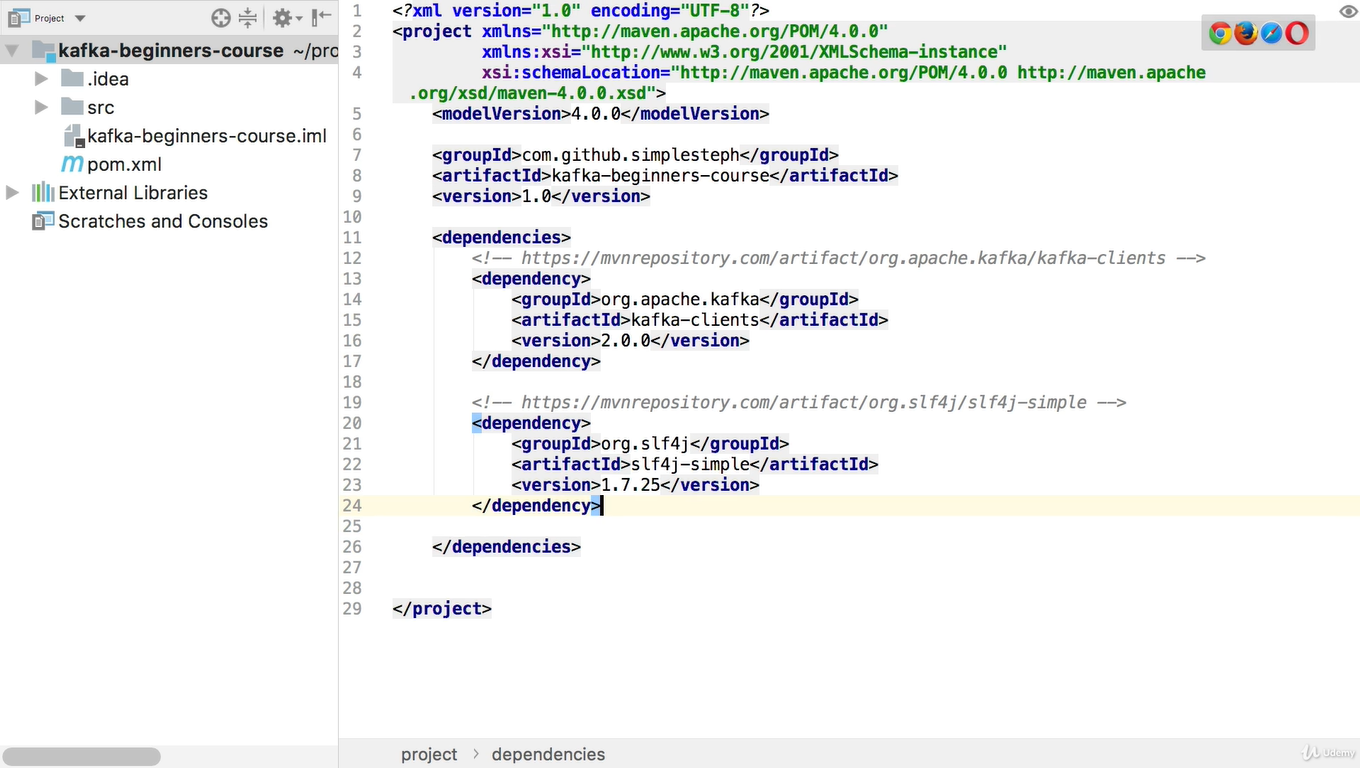 Project
kafka-beginners-course ~/pro
.idea
src
kafka-beginners-course.iml
pom.xml
External Libraries
Scratches and Consoles
1 <?xml version="1.0" encoding="UTF-8"?>
2 <project xmlns="http://maven.apache.org/POM/4.0.0"
3 xmlns:xsi="http://www.w3.org/2001/XMLSchema-instance"
4 xsi:schemaLocation="http://maven.apache.org/POM/4.0.0 http://maven.apache
.org/xsd/maven-4.0.0.xsd">
5 <modelVersion>4.0.0</modelVersion>
6
7 <groupId>com.github.simplesteph</groupId>
8 <artifactId>kafka-beginners-course</artifactId>
9 <version>1.0</version>
10
11 <dependencies>
12 <!-- https://mvnrepository.com/artifact/org.apache.kafka/kafka-clients -->
13 <dependency>
14 <groupId>org.apache.kafka</groupId>
15 <artifactId>kafka-clients</artifactId>
16 <version>2.0.0</version>
17 </dependency>
18
19 <!-- https://mvnrepository.com/artifact/org.slf4j/slf4j-simple -->
20 <dependency>
21 <groupId>org.slf4j</groupId>
22 <artifactId>slf4j-simple</artifactId>
23 <version>1.7.25</version>
24 </dependency>
25
26 </dependencies>
27
28
29 </project>
project > dependencies
Udemy